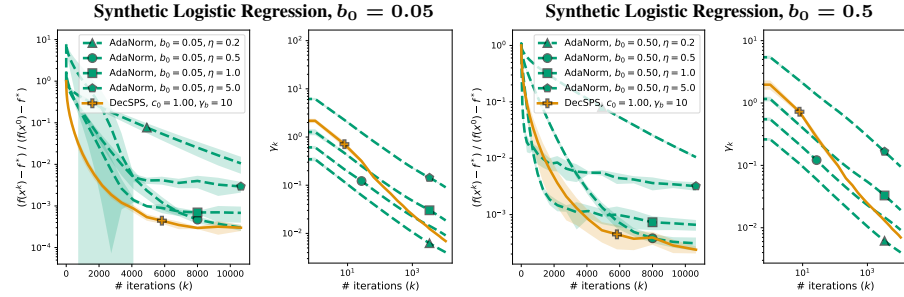 Synthetic Logistic Regression, b₀ = 0.05
Synthetic Logistic Regression, b₀ = 0.5
(f(xᵏ) − f*) / (f(x⁰) − f*)
10¹
10⁰
10⁻¹
10⁻²
10⁻³
10⁻⁴
AdaNorm, b₀ = 0.05, η = 0.2
AdaNorm, b₀ = 0.05, η = 0.5
AdaNorm, b₀ = 0.05, η = 1.0
AdaNorm, b₀ = 0.05, η = 5.0
DecSPS, c₀ = 1.00, γ_b = 10
0 2000 4000 6000 8000 10000
# iterations (k)
γₖ
10²
10¹
10⁰
10⁻¹
10⁻²
10¹ 10³
# iterations (k)
(f(xᵏ) − f*) / (f(x⁰) − f*)
10⁰
10⁻¹
10⁻²
10⁻³
AdaNorm, b₀ = 0.50, η = 0.2
AdaNorm, b₀ = 0.50, η = 0.5
AdaNorm, b₀ = 0.50, η = 1.0
AdaNorm, b₀ = 0.50, η = 5.0
DecSPS, c₀ = 1.00, γ_b = 10
0 2000 4000 6000 8000 10000
# iterations (k)
γₖ
10¹
10⁰
10⁻¹
10⁻²
10¹ 10³
# iterations (k)